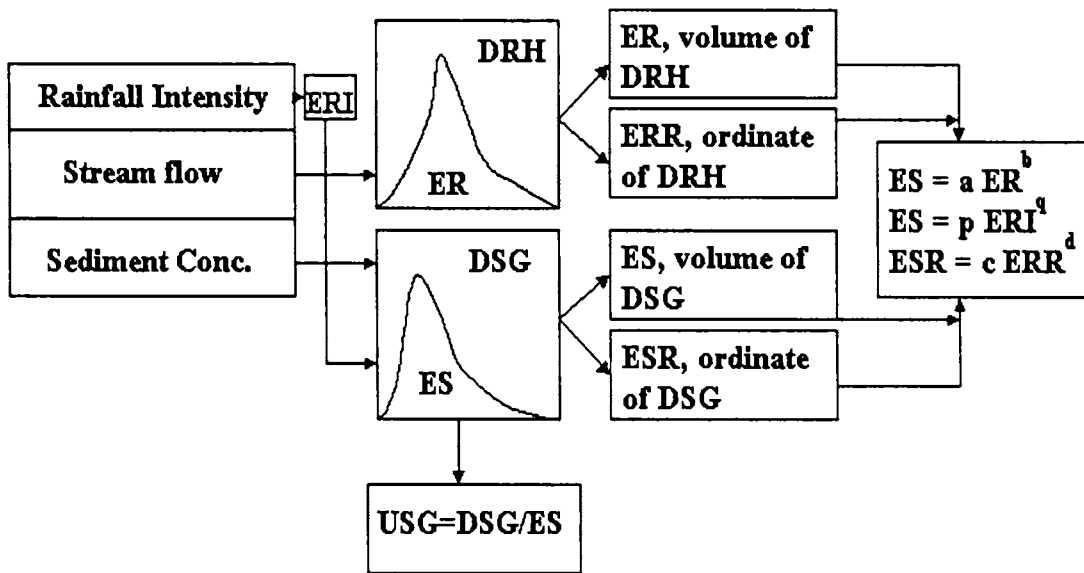 Rainfall Intensity
ERI
Stream flow
Sediment Conc.
DRH
ER
DSG
ES
ER, volume of
DRH
ERR, ordinate
of DRH
ES, volume of
DSG
ESR, ordinate
of DSG
ES = a ER^b
ES = p ERI^q
ESR = c ERR^d
USG=DSG/ES